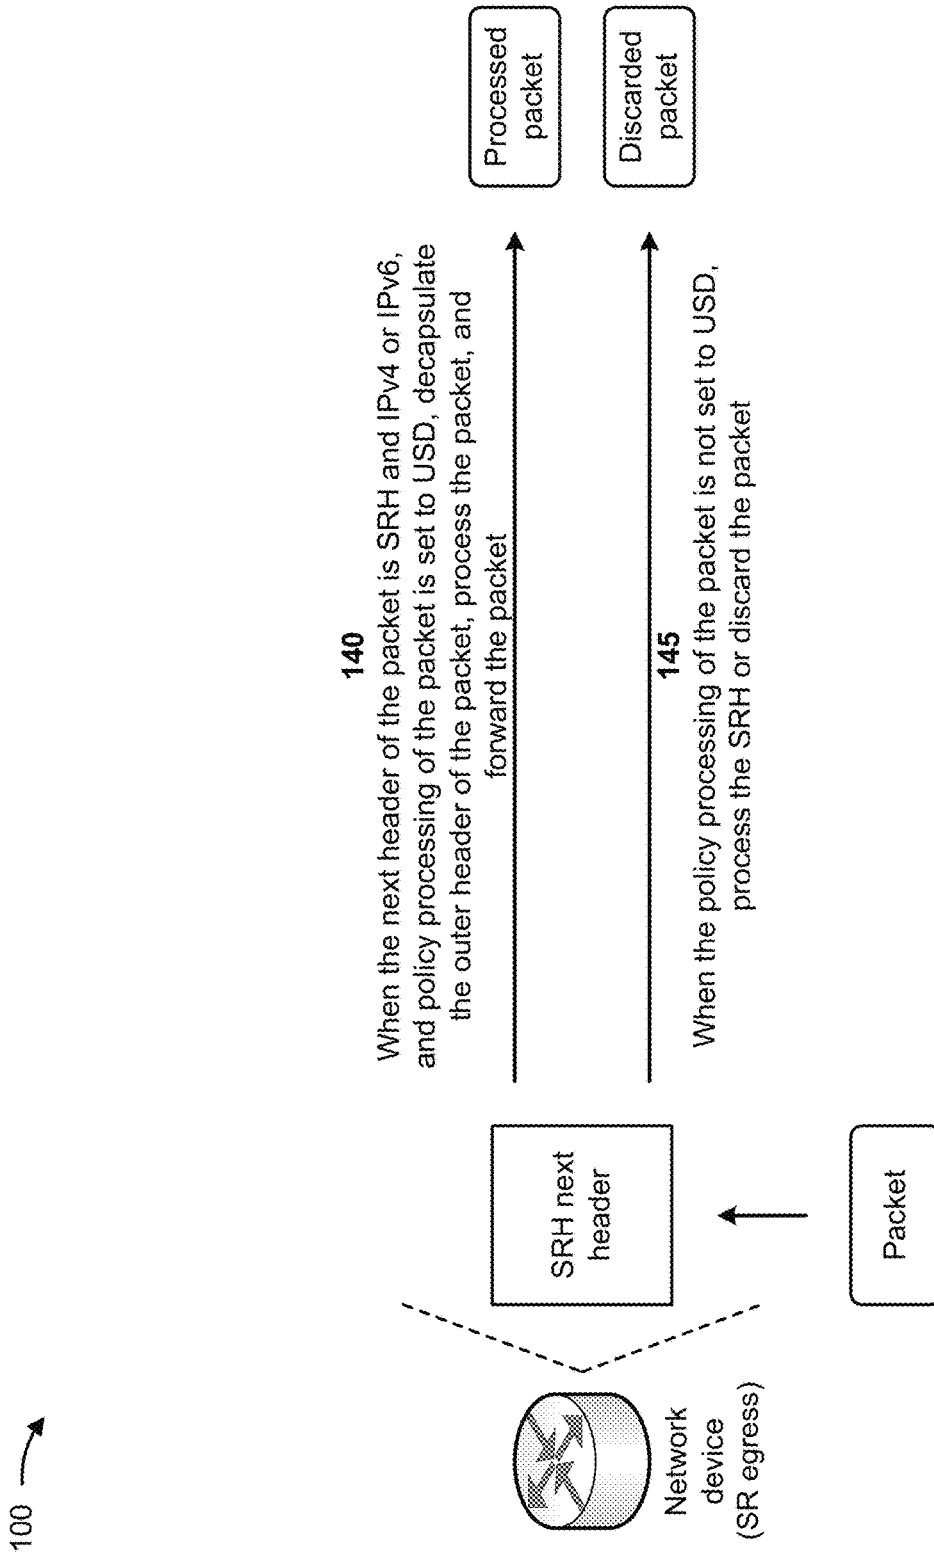 100
140
When the next header of the packet is SRH and IPv4 or IPv6,
and policy processing of the packet is set to USD, decapsulate
the outer header of the packet, process the packet, and
forward the packet
Processed
packet
SRH next
header
Network
device
(SR egress)
145
When the policy processing of the packet is not set to USD,
process the SRH or discard the packet
Discarded
packet
Packet